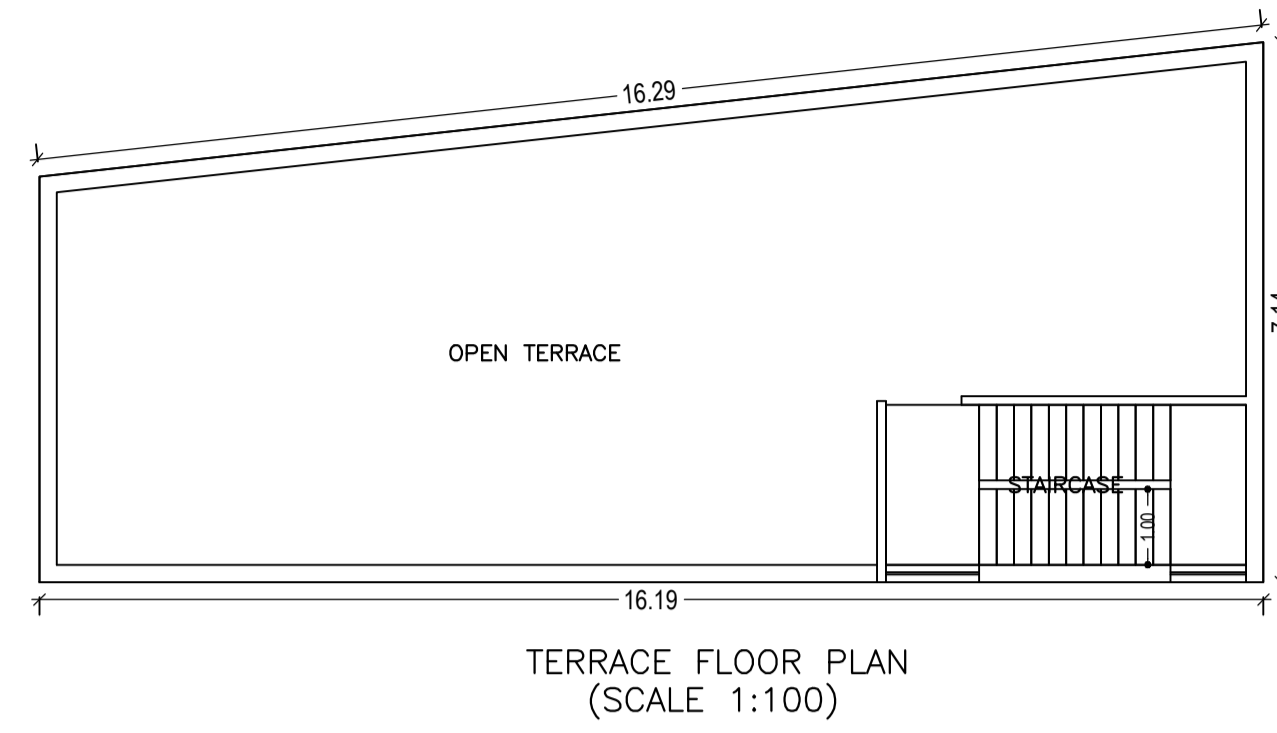 16.29
OPEN TERRACE
STAIRCASE
1.00
16.19
TERRACE FLOOR PLAN
(SCALE 1:100)